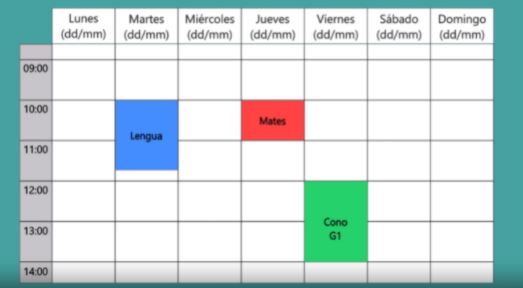 Lunes Martes Miércoles Jueves Viernes Sábado Domingo
(dd/mm) (dd/mm) (dd/mm) (dd/mm) (dd/mm) (dd/mm) (dd/mm)
09:00
10:00
Mates
Lengua
11:00
12:00
Cono
G1
13:00
14:00